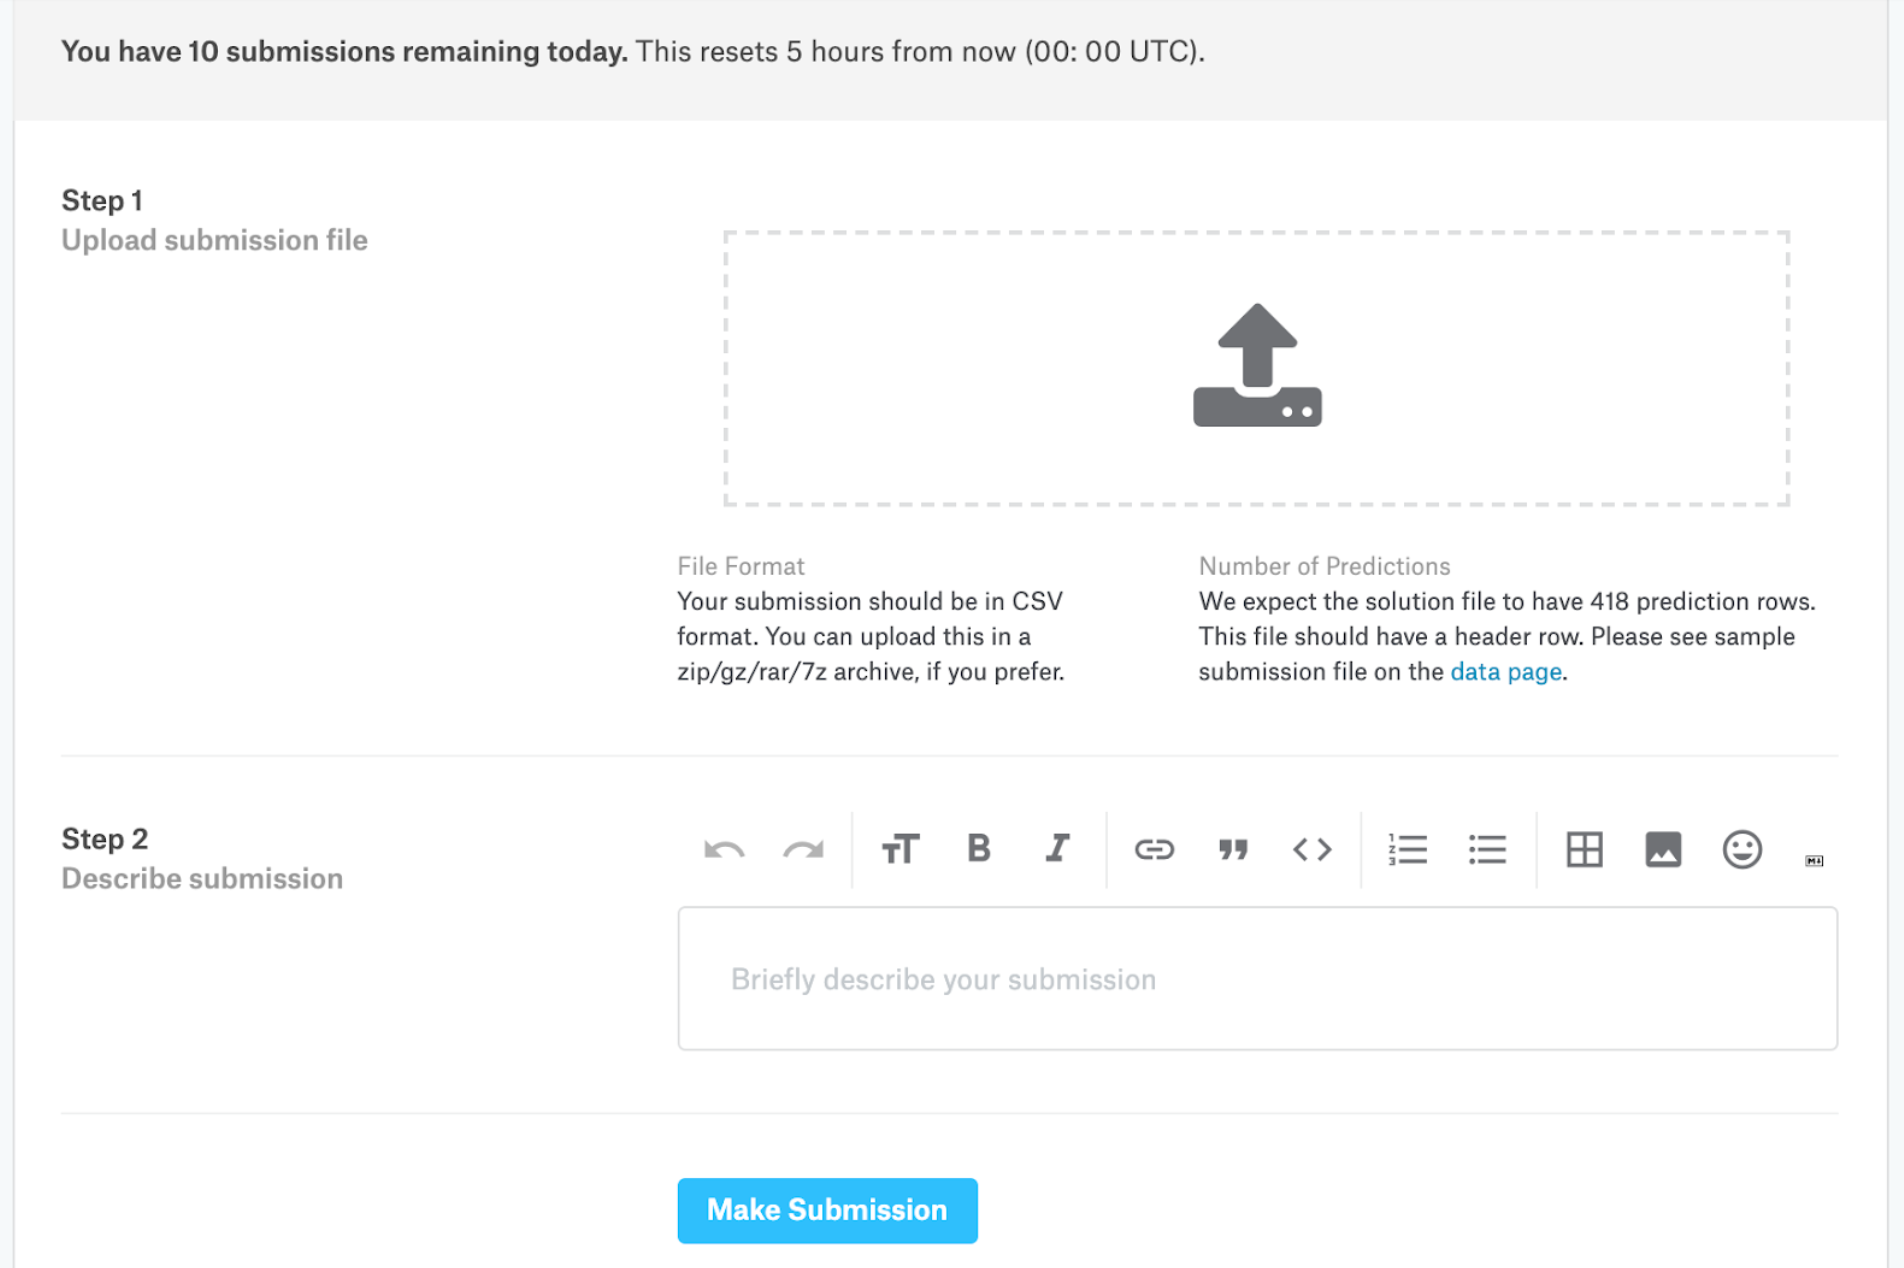 You have 10 submissions remaining today. This resets 5 hours from now (00: 00 UTC).
Step 1
Upload submission file
File Format
Your submission should be in CSV
format. You can upload this in a
zip/gz/rar/7z archive, if you prefer.
Number of Predictions
We expect the solution file to have 418 prediction rows.
This file should have a header row. Please see sample
submission file on the data page.
Step 2
Describe submission
Briefly describe your submission
Make Submission